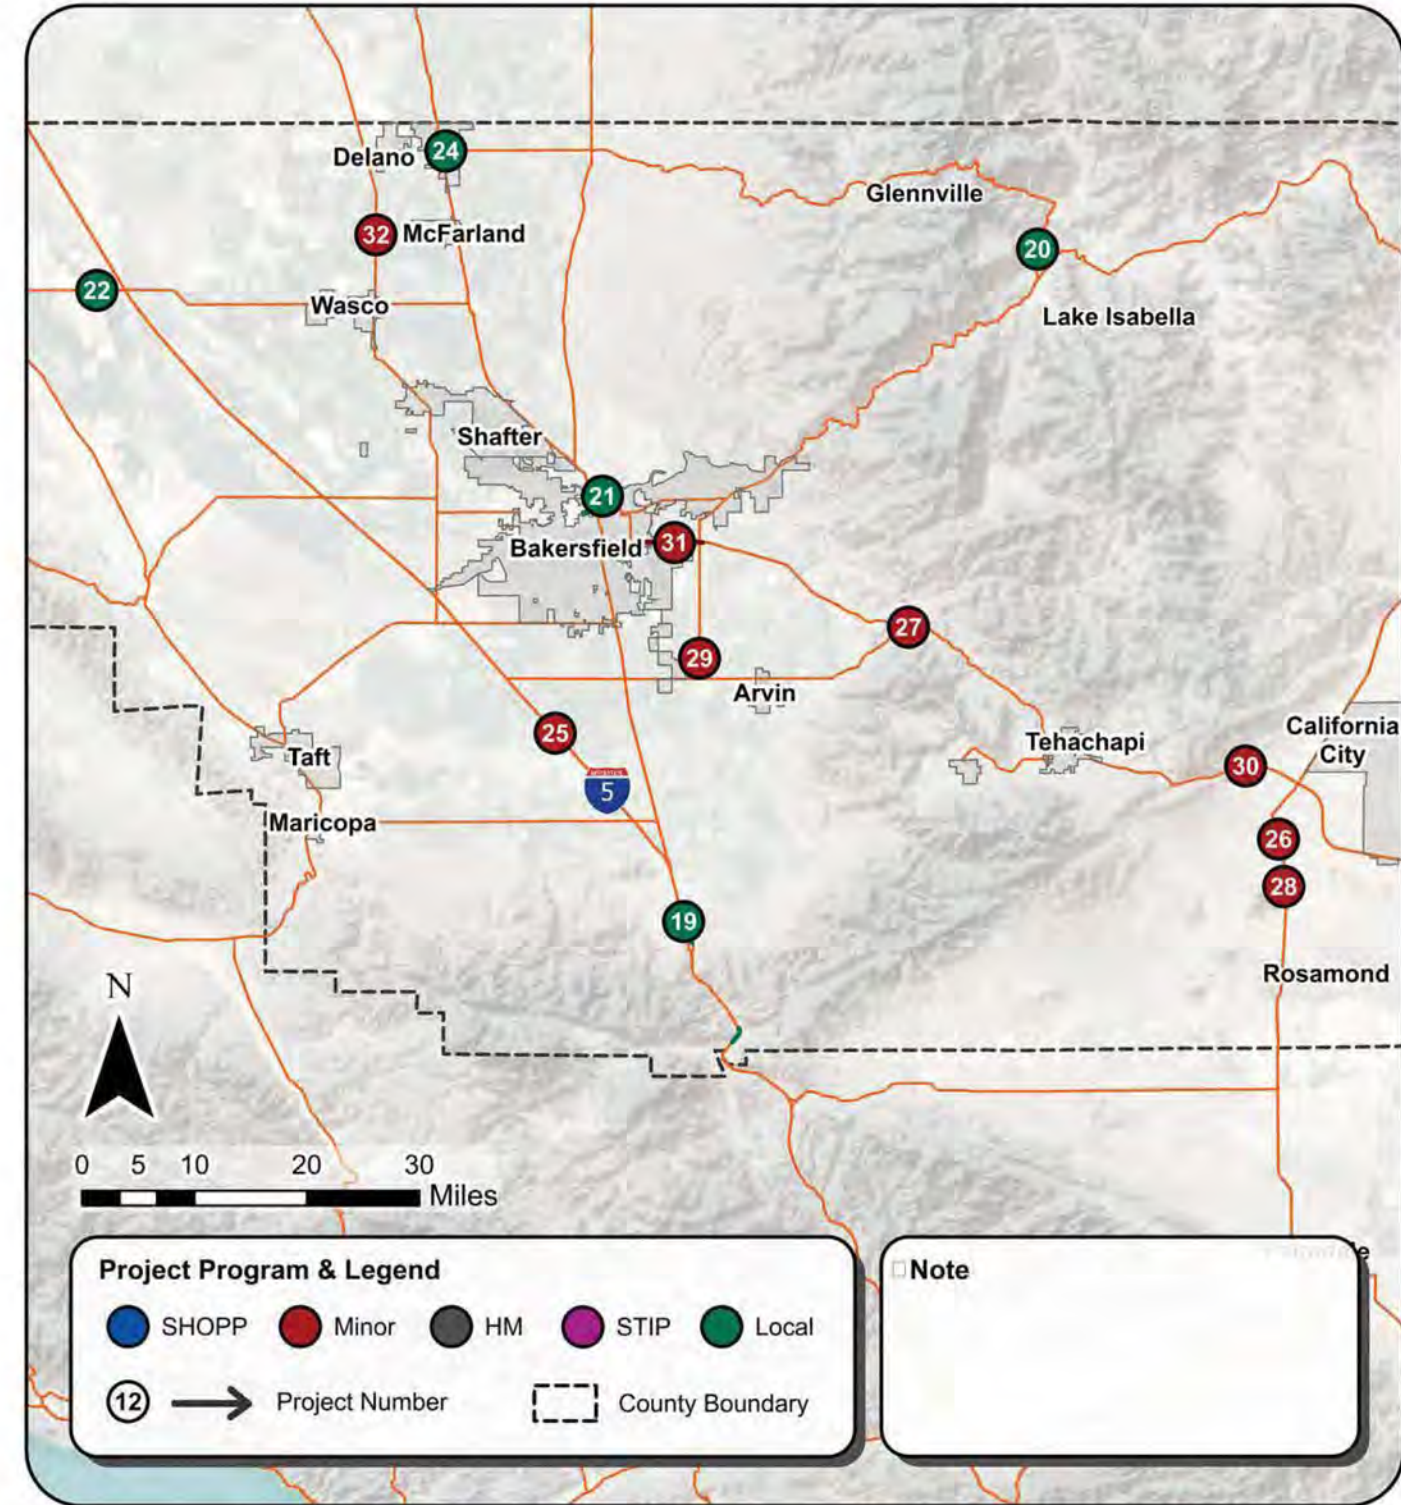 Delano 24
Glennville
32 McFarland
20
22
Wasco
Lake Isabella
Shafter
21
Bakersfield 31
27
29
Arvin
25
California
City
Tehachapi
Taft
30
5
Maricopa
26
28
19
Rosamond
N
0 5 10 20 30
Miles
Project Program & Legend
SHOPP Minor HM STIP Local
12 Project Number County Boundary
Note